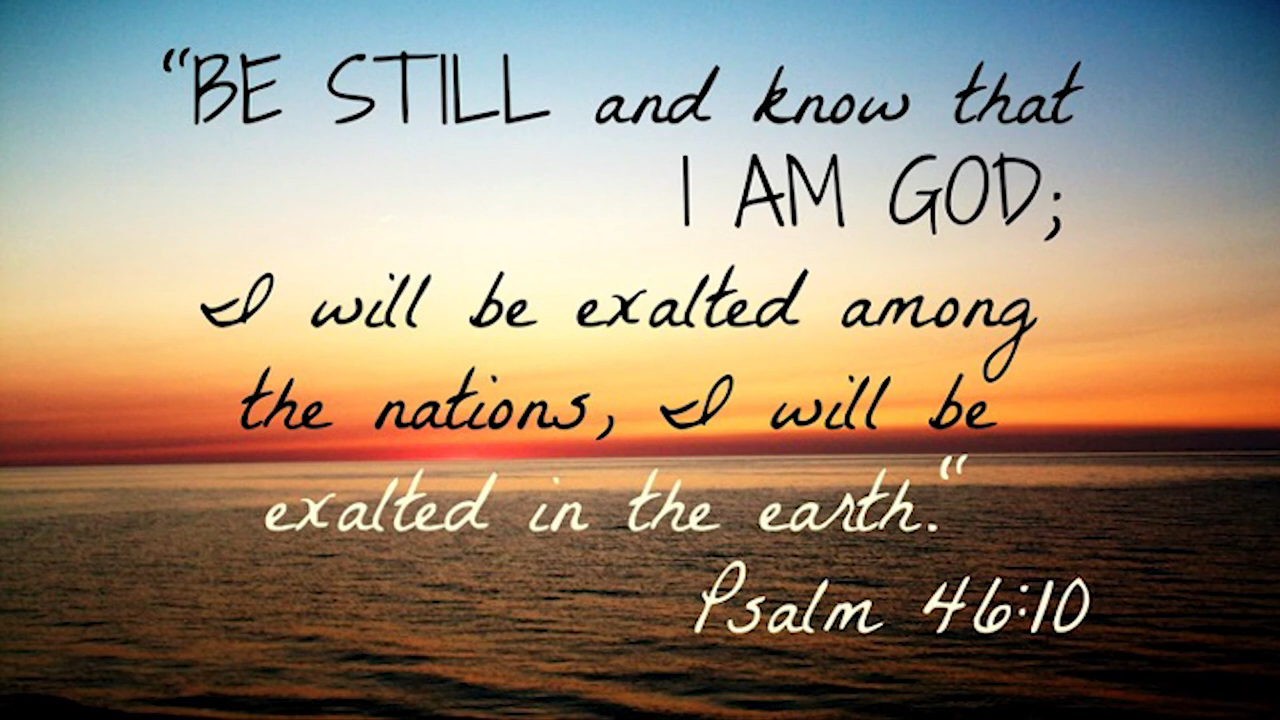 “BE STILL and know that
I AM GOD;
I will be exalted among
the nations, I will be
exalted in the earth.“
Psalm 46:10